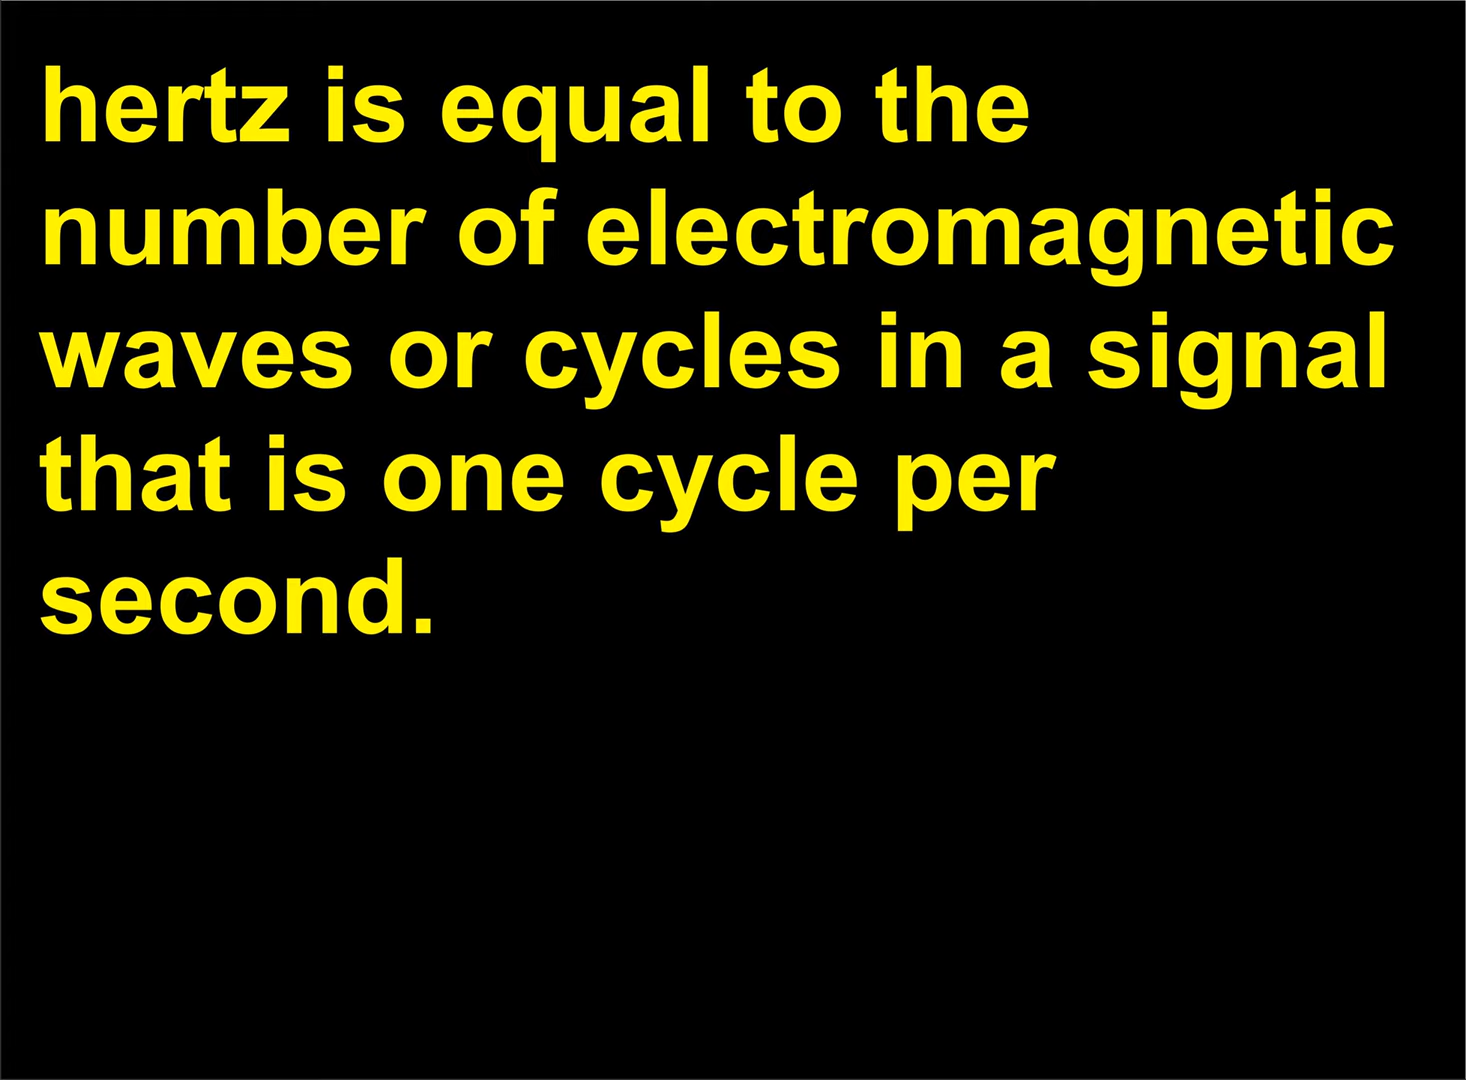 hertz is equal to the
number of electromagnetic
waves or cycles in a signal
that is one cycle per
second.